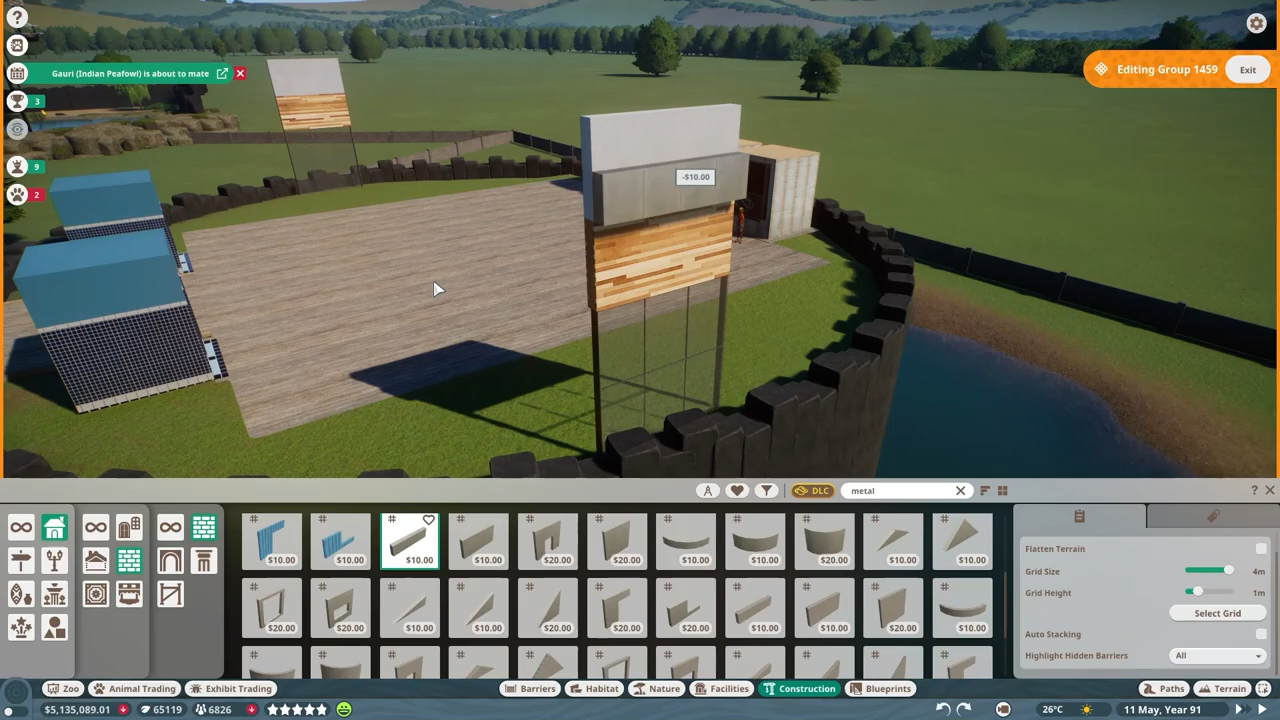 ?
Editing Group 1459 Exit
Gauri (Indian Peafowl) is about to mate
3
9
2
-$10.00
DLC metal ?
$10.00 $10.00 $10.00 $10.00 $20.00 $20.00 $10.00 $10.00 $20.00 $10.00 $10.00
$20.00 $20.00 $10.00 $10.00 $20.00 $10.00 $10.00 $10.00 $10.00 $20.00 $10.00
Flatten Terrain
Grid Size 4m
Grid Height 1m
Select Grid
Auto Stacking
Highlight Hidden Barriers All
Zoo Animal Trading Exhibit Trading Barriers Habitat Nature Facilities Construction Blueprints Paths Terrain
$5,135,089.01 65119 6826 26°C 11 May, Year 91